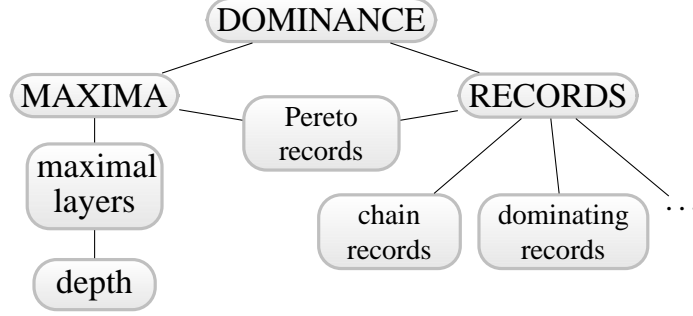 DOMINANCE
MAXIMA
RECORDS
Pereto
records
maximal
layers
chain
records
dominating
records
...
depth